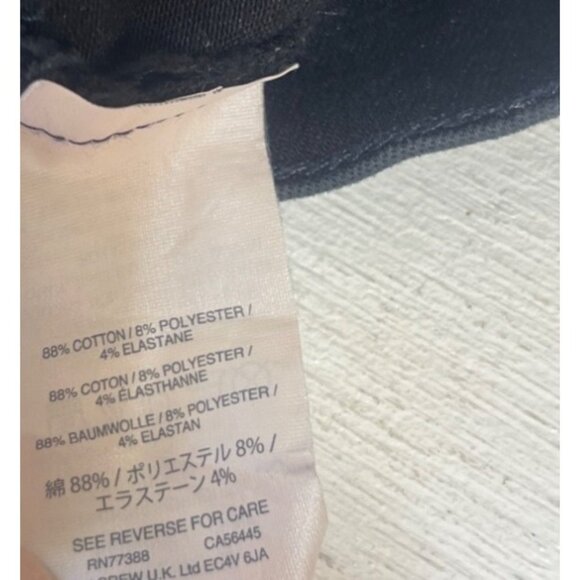 88% COTTON / 8% POLYESTER /
4% ELASTANE
88% COTON / 8% POLYESTER /
4% ÉLASTHANNE
88% BAUMWOLLE / 8% POLYESTER /
4% ELASTAN
綿 88% / ポリエステル 8% /
エラステーン 4%
SEE REVERSE FOR CARE
RN77388 CA56445
U.K. Ltd EC4V 6JA